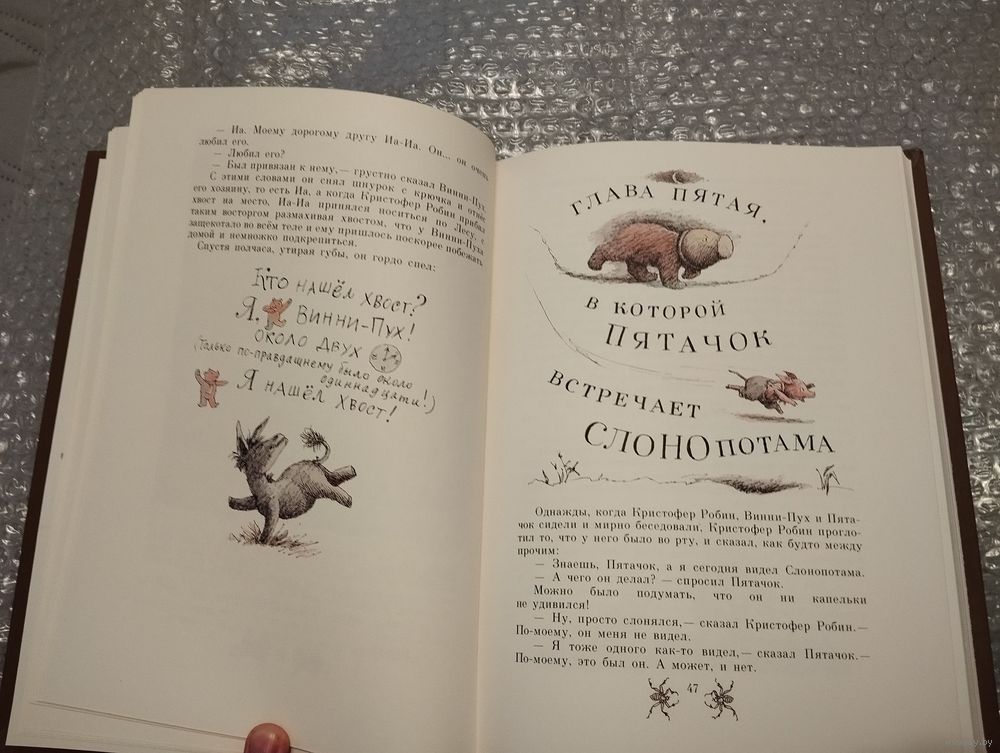 — Иа. Моему дорогому другу Иа-Иа. Он... он очень
любил его.
— Любил его?
— Был привязан к нему,— грустно сказал Винни-Пух.
С этими словами он снял шнурок с крючка и отнёс
его хозяину, то есть Иа, а когда Кристофер Робин прибил
хвост на место, Иа-Иа принялся носиться по Лесу, с
таким восторгом размахивая хвостом, что у Винни-Пуха
защекотало во всём теле и ему пришлось поскорее побежать
домой и немножко подкрепиться.
Спустя полчаса, утирая губы, он гордо спел:
Кто нашёл хвост?
Я, Винни-Пух!
Около двух
(только по-правдашнему было около
одиннадцати!)
Я нашёл хвост!
ГЛАВА ПЯТАЯ,
В КОТОРОЙ
ПЯТАЧОК
ВСТРЕЧАЕТ
СЛОНОПОТАМА
Однажды, когда Кристофер Робин, Винни-Пух и Пята-
чок сидели и мирно беседовали, Кристофер Робин прогло-
тил то, что у него было во рту, и сказал, как будто между
прочим:
— Знаешь, Пятачок, а я сегодня видел Слонопотама.
— А чего он делал? — спросил Пятачок.
Можно было подумать, что он ни капельки
не удивился!
— Ну, просто слонялся,— сказал Кристофер Робин.—
По-моему, он меня не видел.
— Я тоже одного как-то видел,— сказал Пятачок.—
По-моему, это был он. А может, и нет.
47